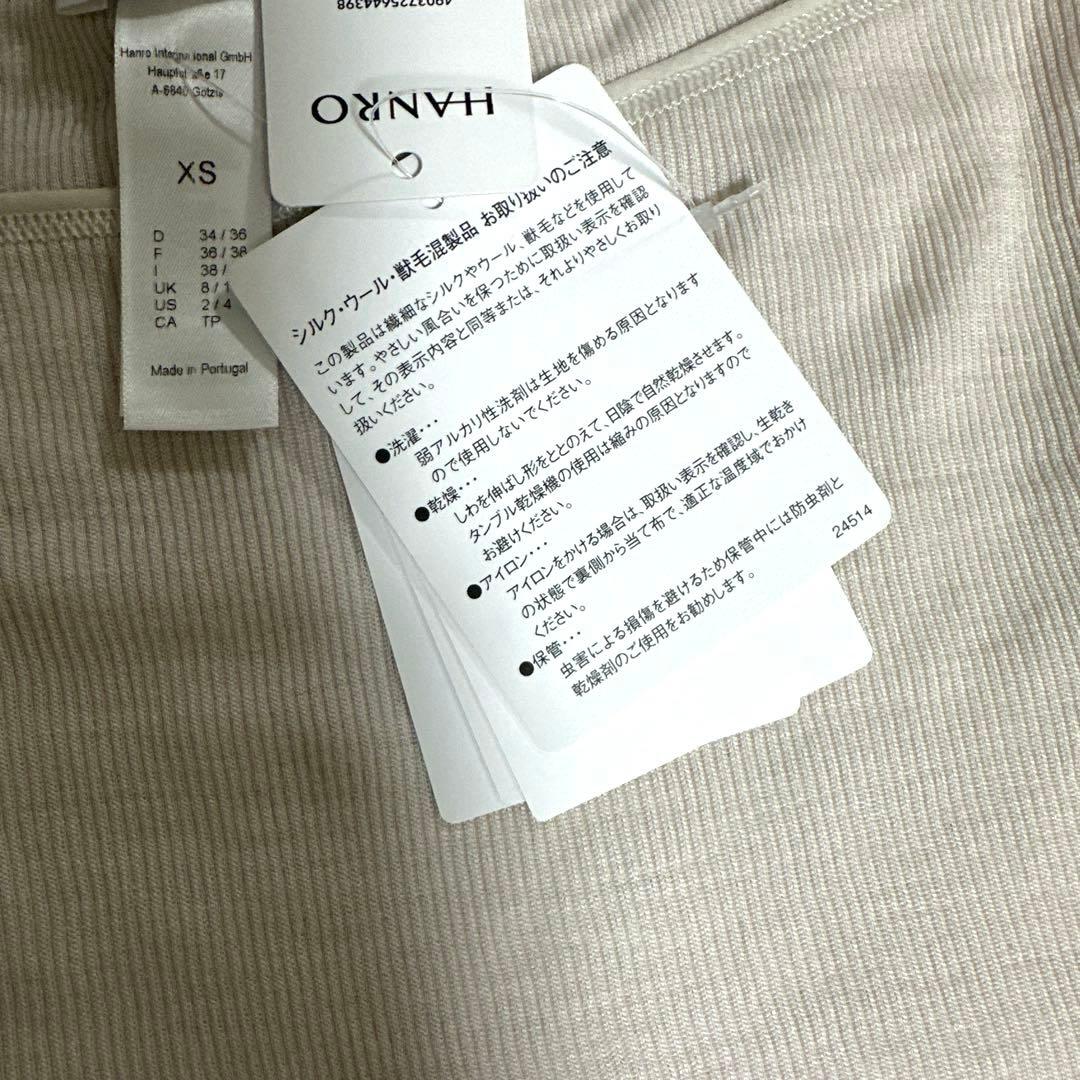 Hanro International GmbH
Hauptstraße 17
A-6840 Götzis
XS
D 34 / 36
F 36 / 38
I 38 /
UK 8 / 1
US 2 / 4
CA TP
Made in Portugal
4903725644398
HANRO
シルク・ウール・獣毛混製品 お取り扱いのご注意
この製品は繊細なシルクやウール、獣毛などを使用して
います。やさしい風合いを保つために取扱い表示を確認
して、その表示内容と同等または、それよりやさしくお取り
扱いください。
●洗濯・・・
弱アルカリ性洗剤は生地を傷める原因となります
ので使用しないでください。
●乾燥・・・
しわを伸ばし形をととのえて、日陰で自然乾燥させます。
タンブル乾燥機の使用は縮みの原因となりますので
お避けください。
●アイロン・・・
アイロンをかける場合は、取扱い表示を確認し、生乾き
の状態で裏側から当て布で、適正な温度域でおかけ
ください。
●保管・・・
虫害による損傷を避けるため保管中には防虫剤と
乾燥剤のご使用をお勧めします。
24514